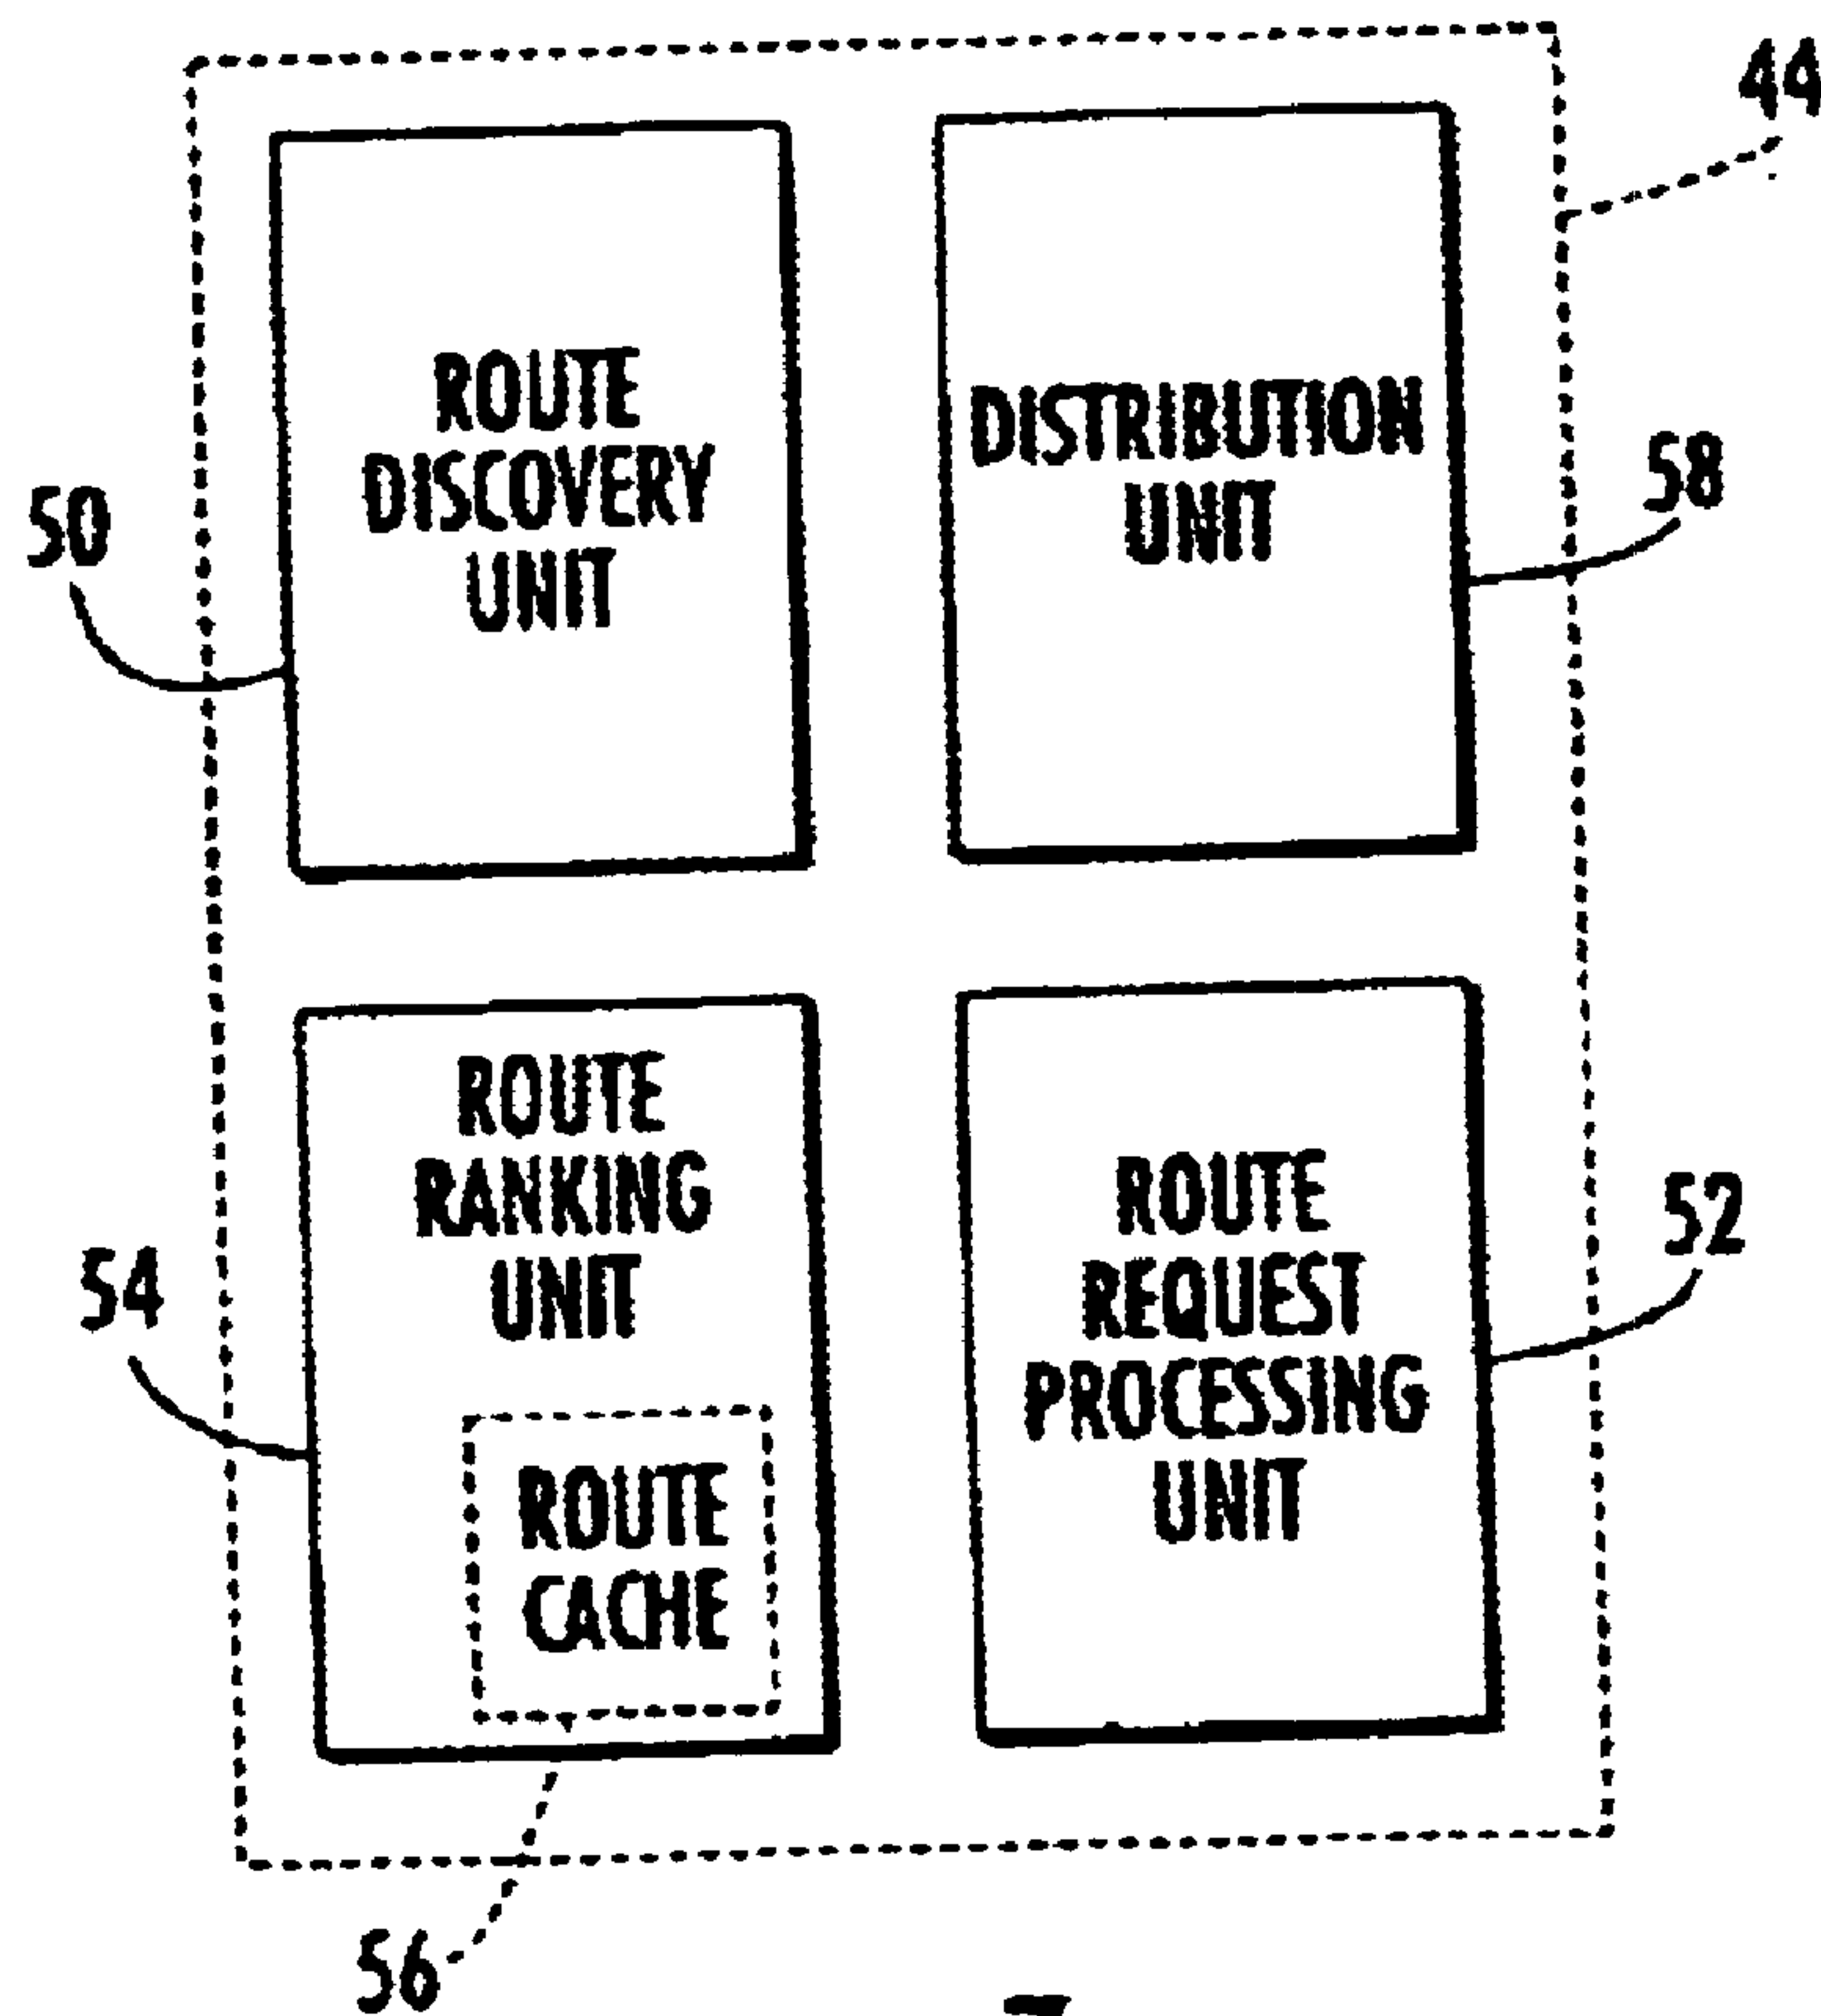 44
ROUTE
DISCOVERY
UNIT
50
DISTRIBUTION
UNIT
58
ROUTE
RANKING
UNIT
54
ROUTE
CACHE
56
ROUTE
REQUEST
PROCESSING
UNIT
52